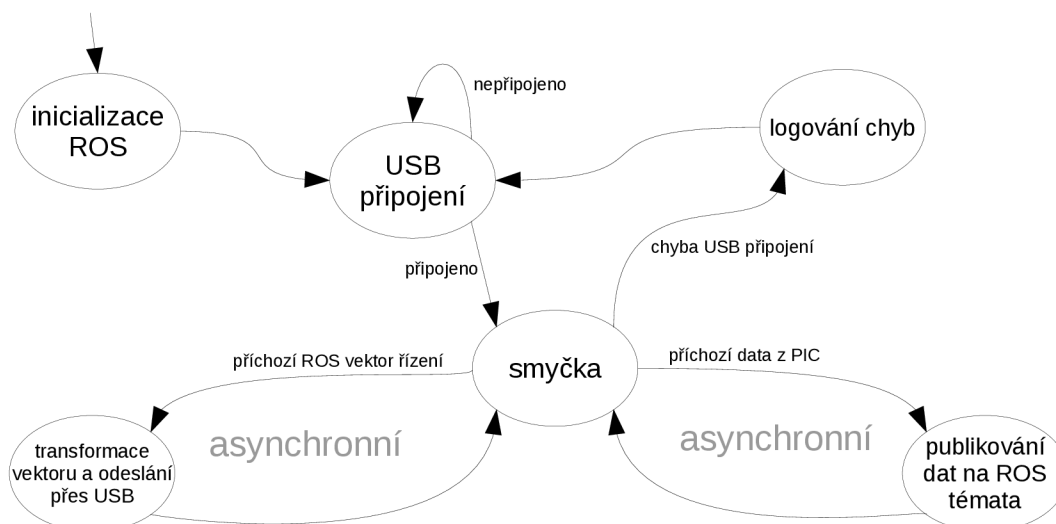 inicializace
ROS
nepřipojeno
USB
připojení
logování chyb
připojeno
chyba USB připojení
smyčka
příchozí ROS vektor řízení
příchozí data z PIC
asynchronní
asynchronní
transformace
vektoru a odeslání
přes USB
publikování
dat na ROS
témata